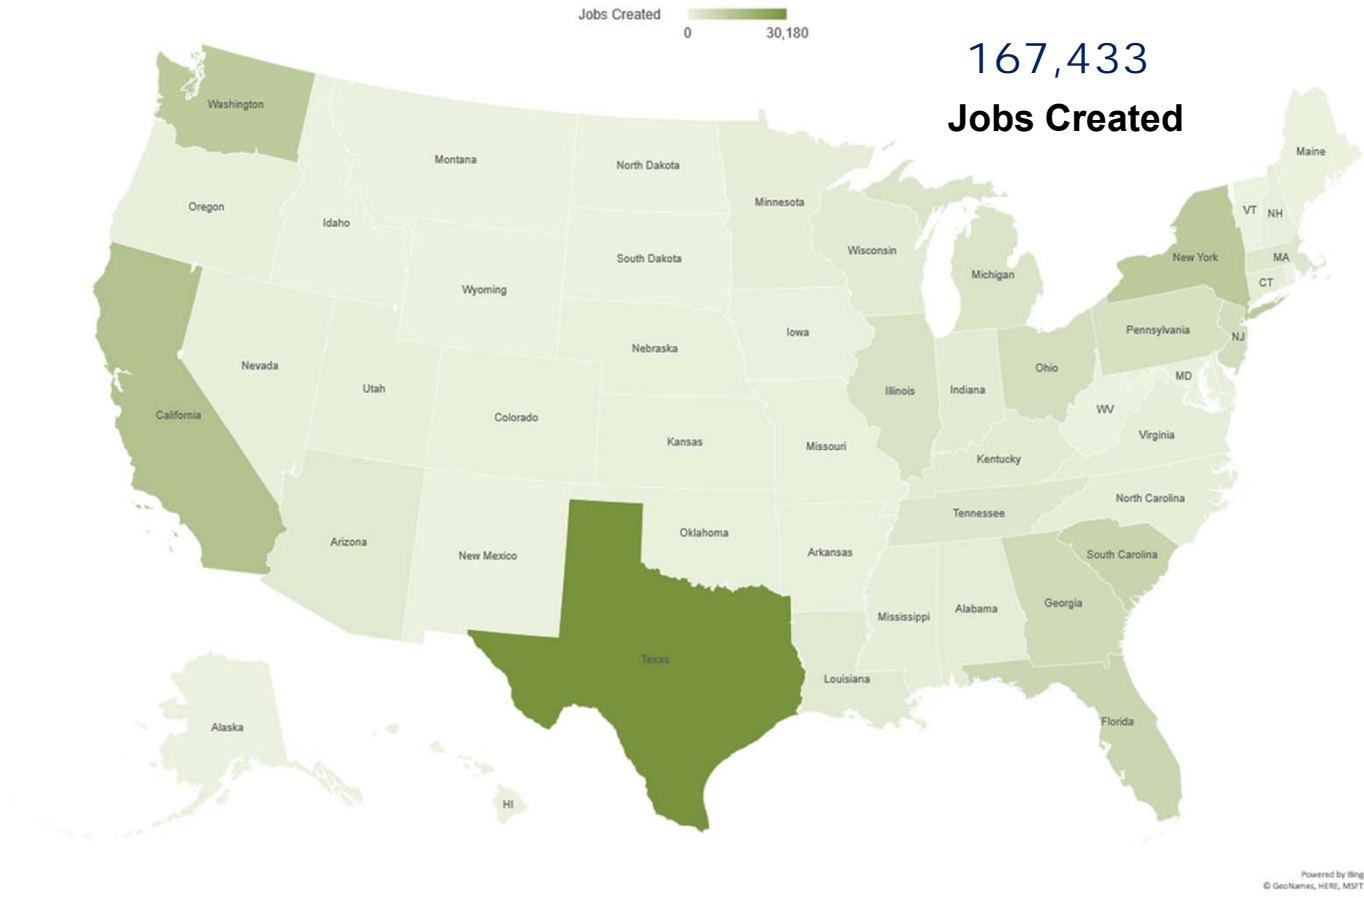 Jobs Created
0 30,180
167,433
Jobs Created
Washington
Maine
Montana
North Dakota
Minnesota
Oregon
Idaho
VT
NH
Wisconsin
New York
MA
South Dakota
Michigan
CT
Wyoming
Iowa
Pennsylvania
NJ
Nebraska
Nevada
Ohio
MD
Utah
Illinois
Indiana
California
Colorado
WV
Kansas
Missouri
Virginia
Kentucky
North Carolina
Tennessee
Oklahoma
Arizona
New Mexico
Arkansas
South Carolina
Georgia
Alabama
Mississippi
Texas
Louisiana
Florida
Alaska
HI
Powered by Bing
© GeoNames, HERE, MSFT